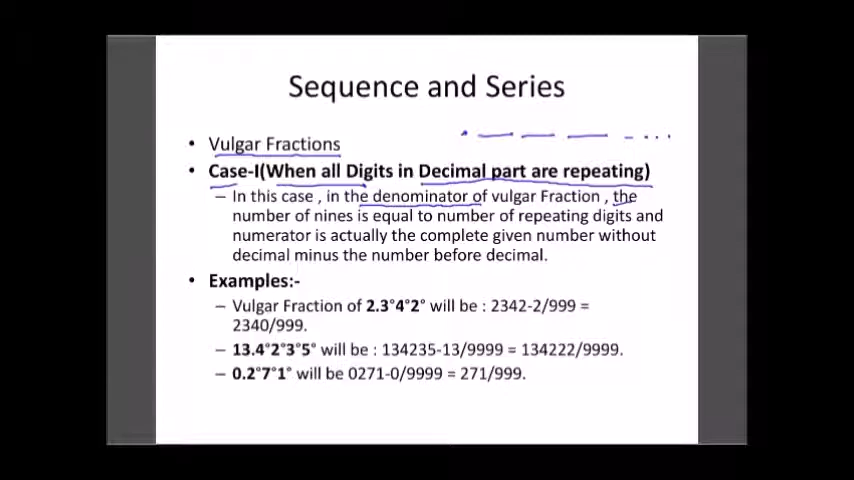 Sequence and Series
• Vulgar Fractions
• Case-I(When all Digits in Decimal part are repeating)
– In this case , in the denominator of vulgar Fraction , the
number of nines is equal to number of repeating digits and
numerator is actually the complete given number without
decimal minus the number before decimal.
• Examples:-
– Vulgar Fraction of 2.3°4°2° will be : 2342-2/999 =
2340/999.
– 13.4°2°3°5° will be : 134235-13/9999 = 134222/9999.
– 0.2°7°1° will be 0271-0/9999 = 271/999.